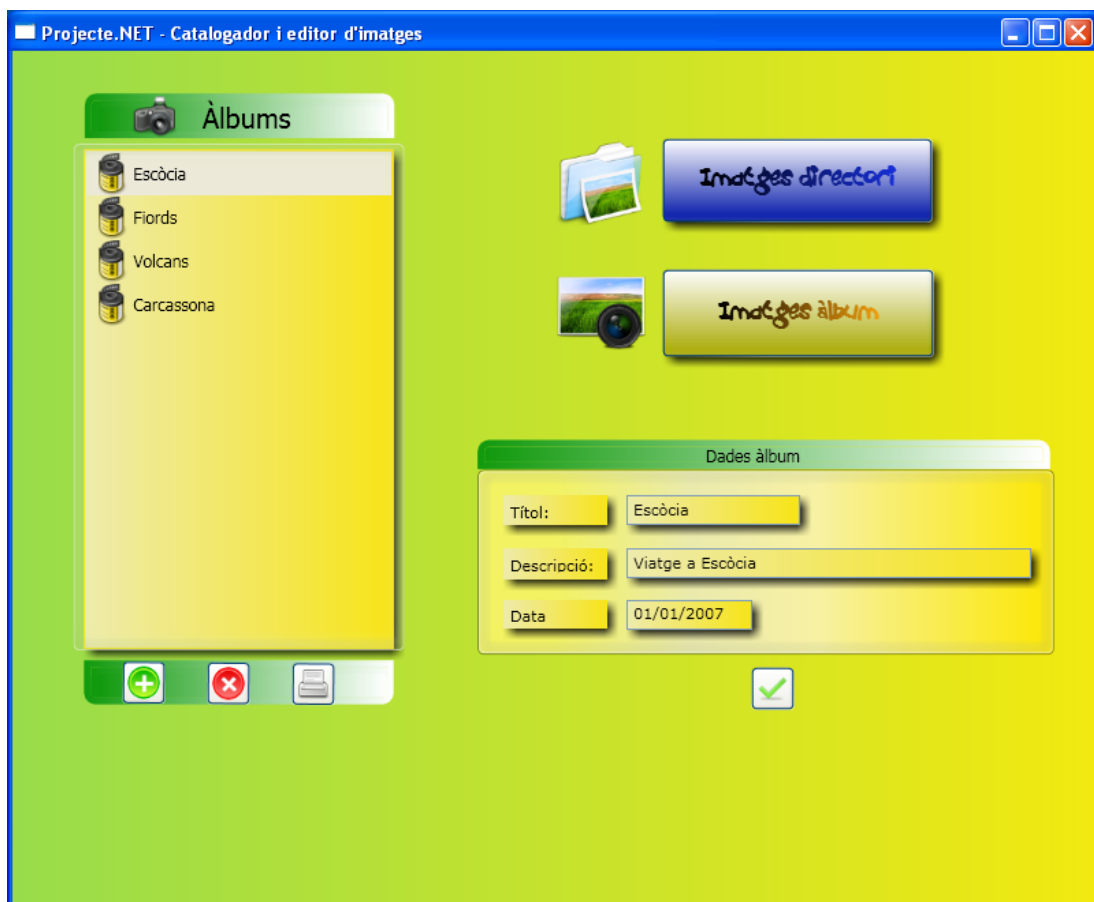 Projecte.NET - Catalogador i editor d'imatges
Àlbums
Escòcia
Fiords
Volcans
Carcassona
Imatges directori
Imatges àlbum
Dades àlbum
Títol: Escòcia
Descripció: Viatge a Escòcia
Data 01/01/2007